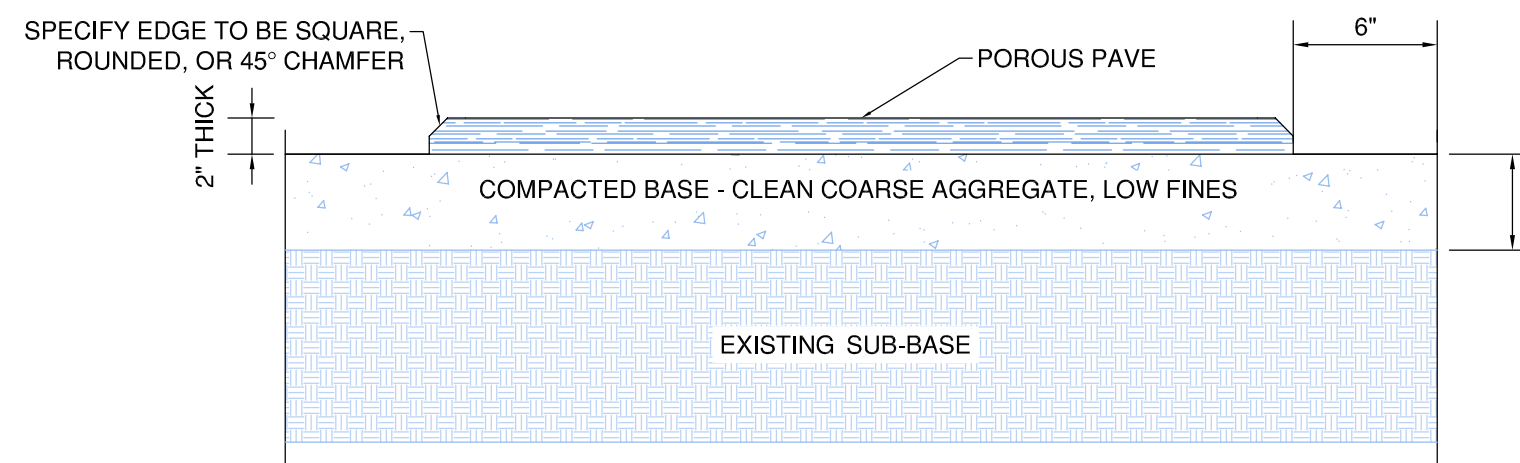 SPECIFY EDGE TO BE SQUARE,
ROUNDED, OR 45° CHAMFER
2" THICK
POROUS PAVE
6"
COMPACTED BASE - CLEAN COARSE AGGREGATE, LOW FINES
EXISTING SUB-BASE